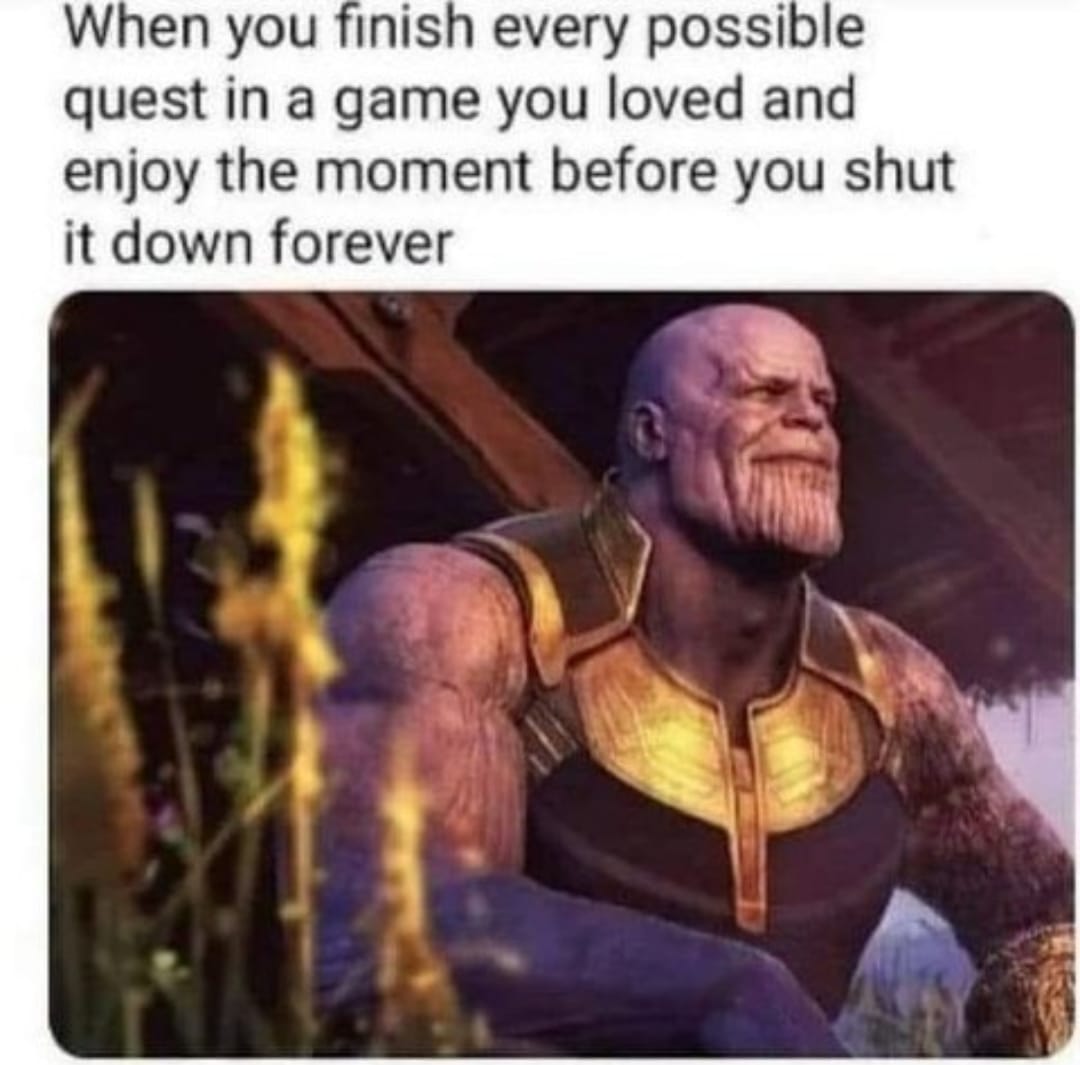 When you finish every possible
quest in a game you loved and
enjoy the moment before you shut
it down forever